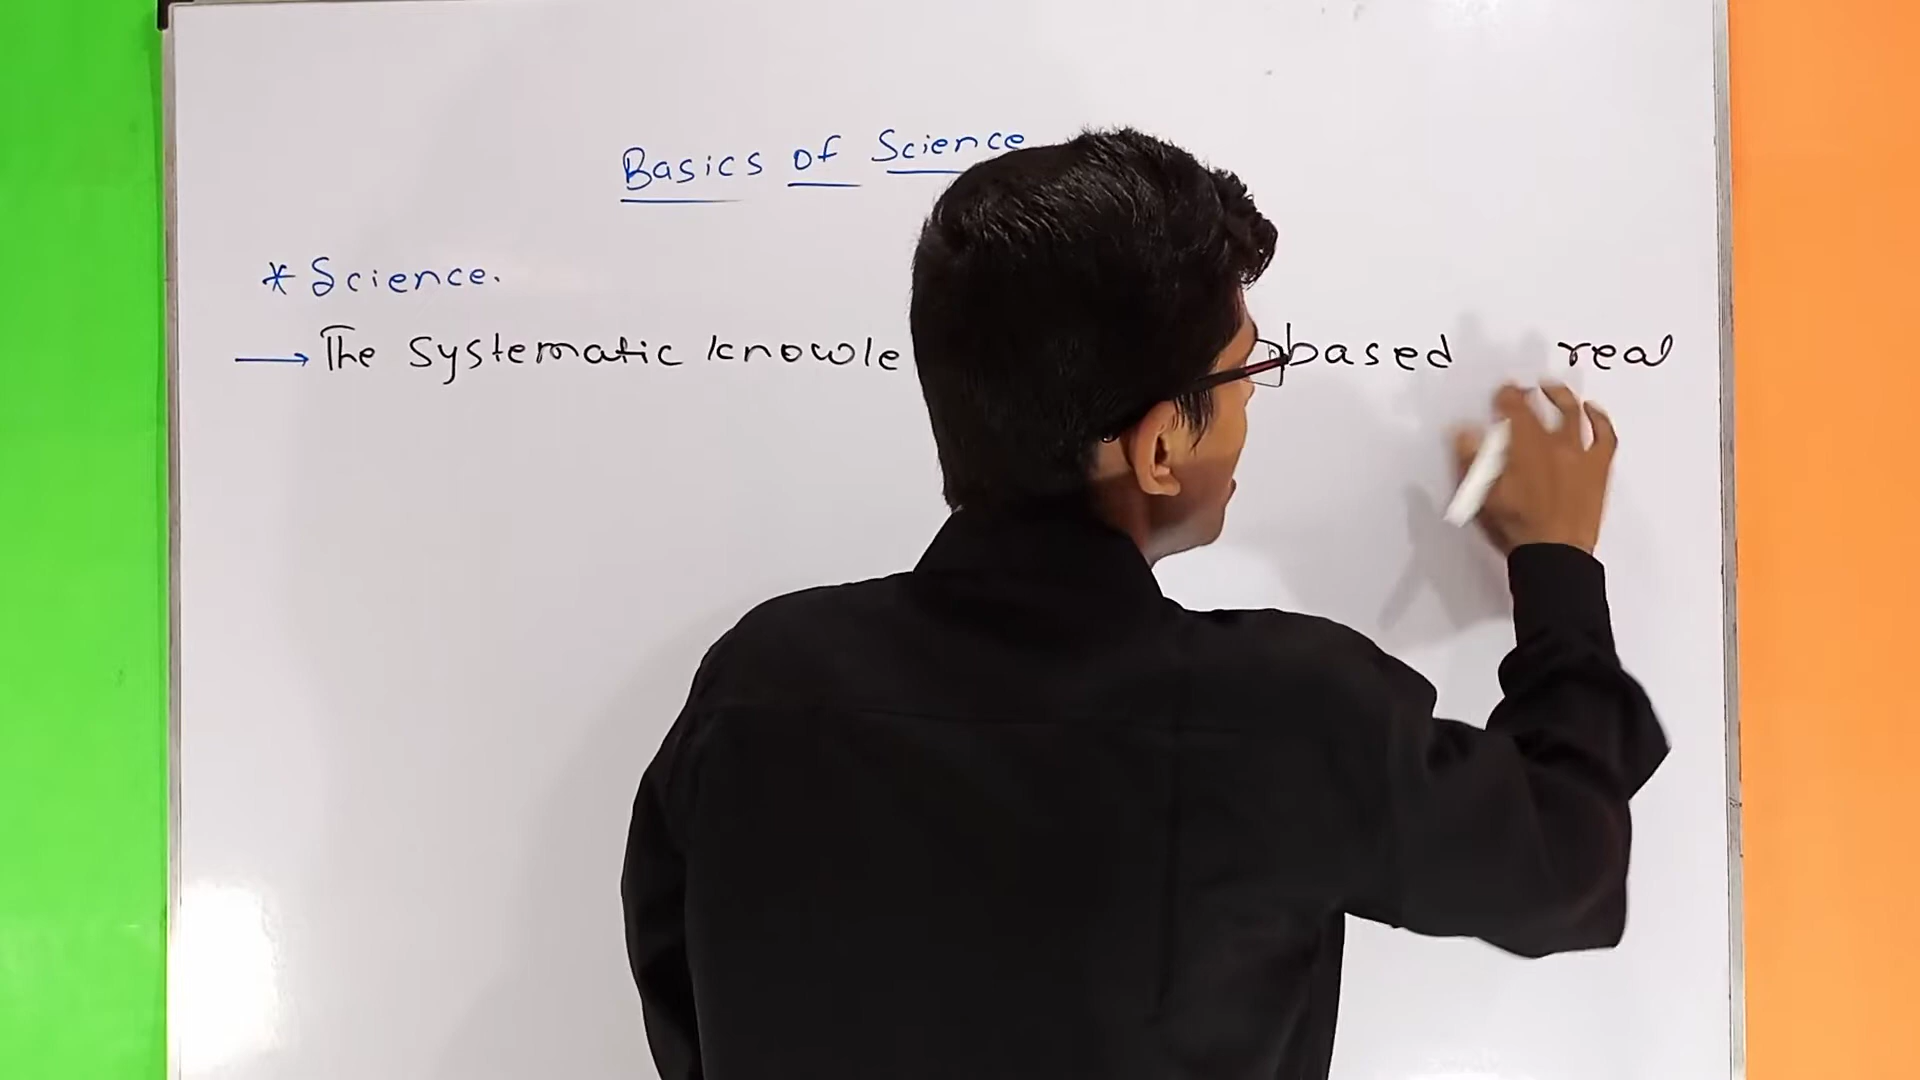 Basics of Science
* Science.
→ The Systematic knowle based real